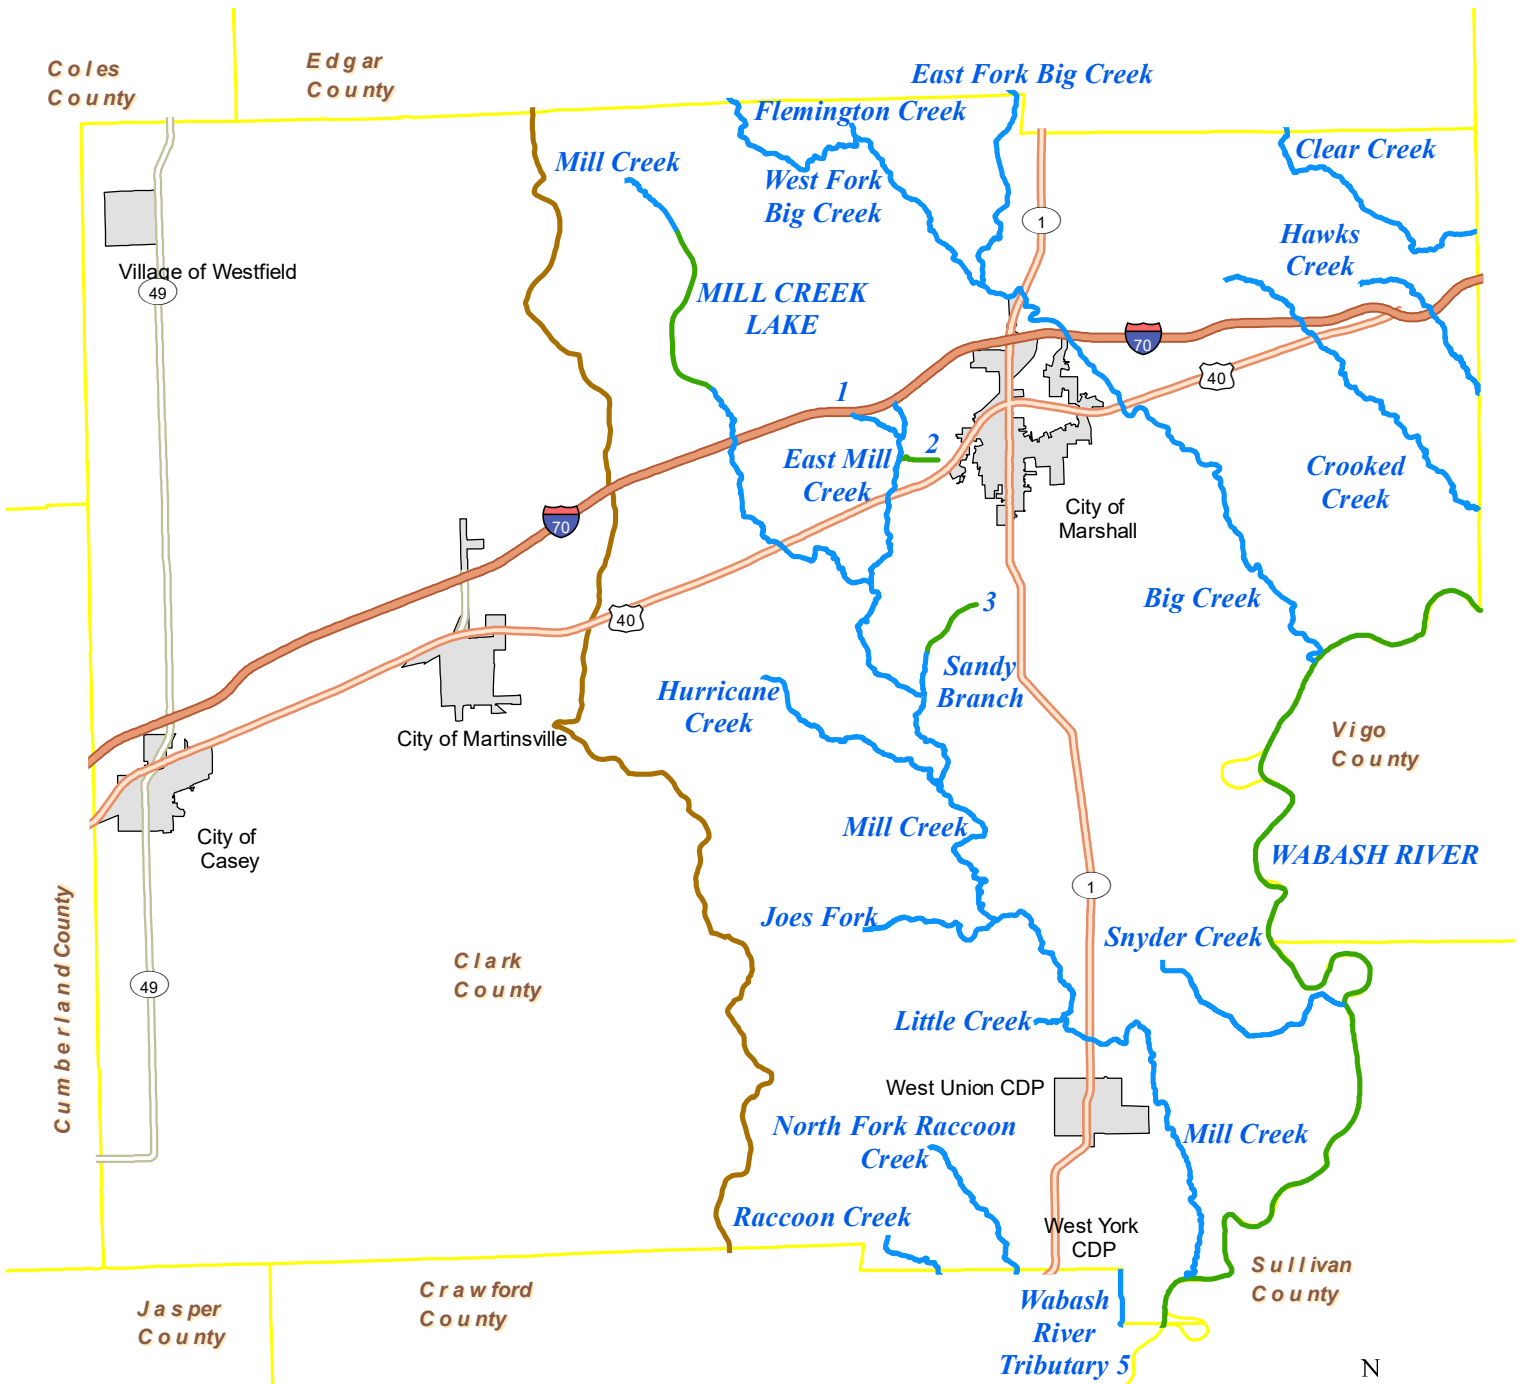 Coles
County
Edgar
County
East Fork Big Creek
Flemington Creek
49
Mill Creek
Clear Creek
West Fork
Big Creek
1
Hawks
Creek
Village of Westfield
49
MILL CREEK
LAKE
70
40
1
2
East Mill
Creek
Crooked
Creek
City of
Marshall
70
Big Creek
3
40
Sandy
Branch
Hurricane
Creek
City of Martinsville
Vigo
County
City of
Casey
Mill Creek
WABASH RIVER
1
Joes Fork
Snyder Creek
Cumberland County
Clark
County
49
Little Creek
West Union CDP
North Fork Raccoon
Creek
Mill Creek
Raccoon Creek
West York
CDP
Sullivan
County
Crawford
County
Jasper
County
Wabash
River
Tributary 5
N